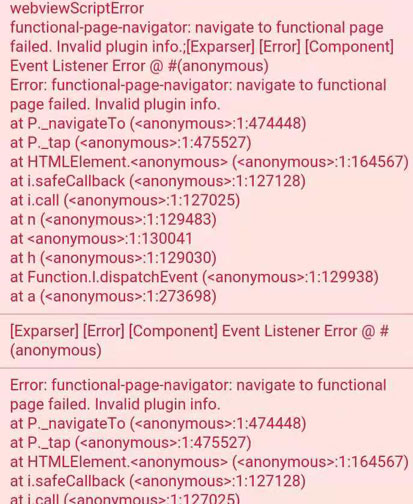 webviewScriptError
functional-page-navigator: navigate to functional page
failed. Invalid plugin info.;[Exparser] [Error] [Component]
Event Listener Error @ #(anonymous)
Error: functional-page-navigator: navigate to functional
page failed. Invalid plugin info.
at P._navigateTo (<anonymous>:1:474448)
at P._tap (<anonymous>:1:475527)
at HTMLElement.<anonymous> (<anonymous>:1:164567)
at i.safeCallback (<anonymous>:1:127128)
at i.call (<anonymous>:1:127025)
at n (<anonymous>:1:129483)
at <anonymous>:1:130041
at h (<anonymous>:1:129030)
at Function.l.dispatchEvent (<anonymous>:1:129938)
at a (<anonymous>:1:273698)
[Exparser] [Error] [Component] Event Listener Error @ #
(anonymous)
Error: functional-page-navigator: navigate to functional
page failed. Invalid plugin info.
at P._navigateTo (<anonymous>:1:474448)
at P._tap (<anonymous>:1:475527)
at HTMLElement.<anonymous> (<anonymous>:1:164567)
at i.safeCallback (<anonymous>:1:127128)
at i.call (<anonymous>:1:127025)